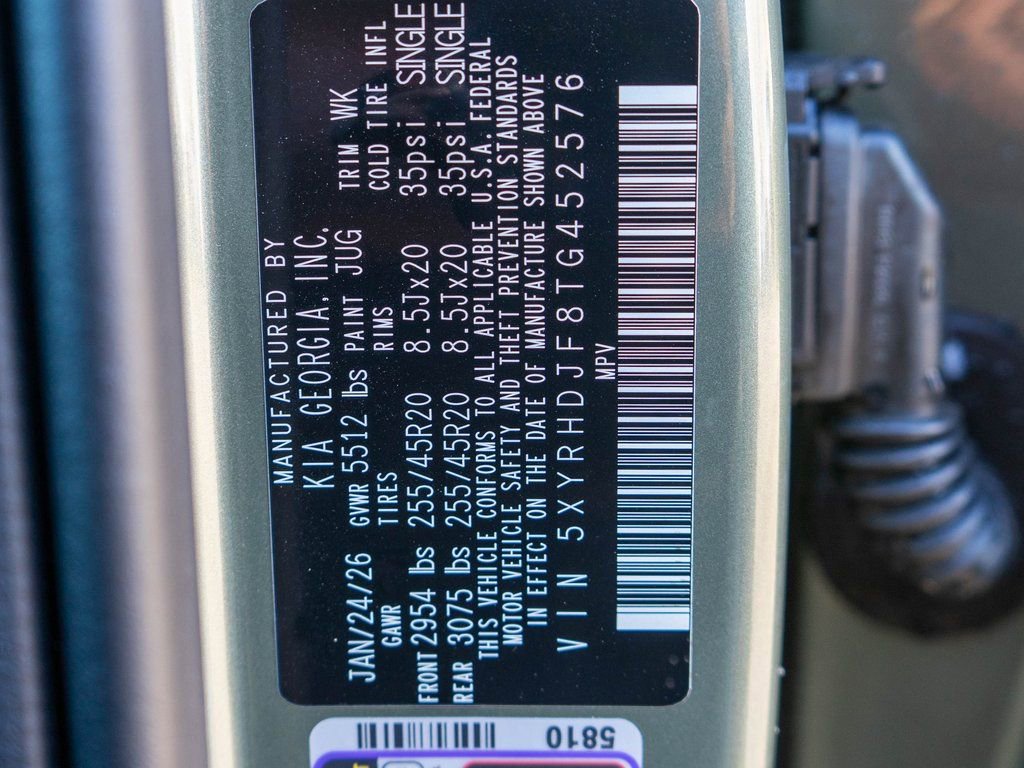 MANUFACTURED BY
KIA GEORGIA, INC.
JAN/24/26 GVWR 5512 lbs PAINT JUG TRIM WK
GAWR TIRES RIMS COLD TIRE INFL
FRONT 2954 lbs 255/45R20 8.5Jx20 35psi SINGLE
REAR 3075 lbs 255/45R20 8.5Jx20 35psi SINGLE
THIS VEHICLE CONFORMS TO ALL APPLICABLE U.S.A. FEDERAL
MOTOR VEHICLE SAFETY AND THEFT PREVENTION STANDARDS
IN EFFECT ON THE DATE OF MANUFACTURE SHOWN ABOVE
VIN 5XYRHDJF8TG452576
MPV
5810